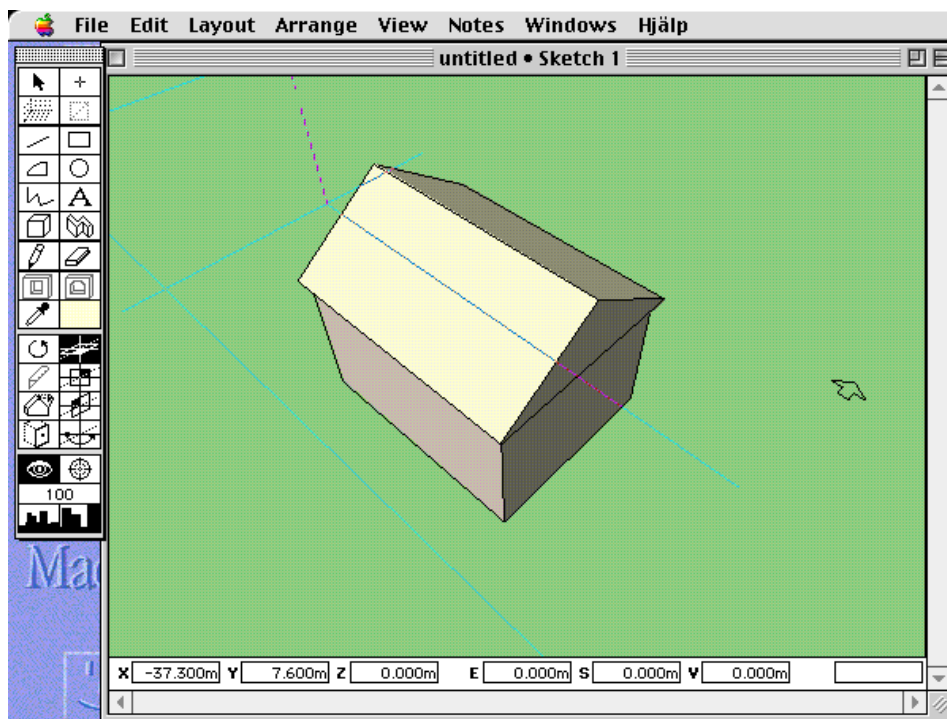 File Edit Layout Arrange View Notes Windows Hjälp
untitled • Sketch 1
A
100
Mac
X -37.300m Y 7.600m Z 0.000m E 0.000m S 0.000m V 0.000m